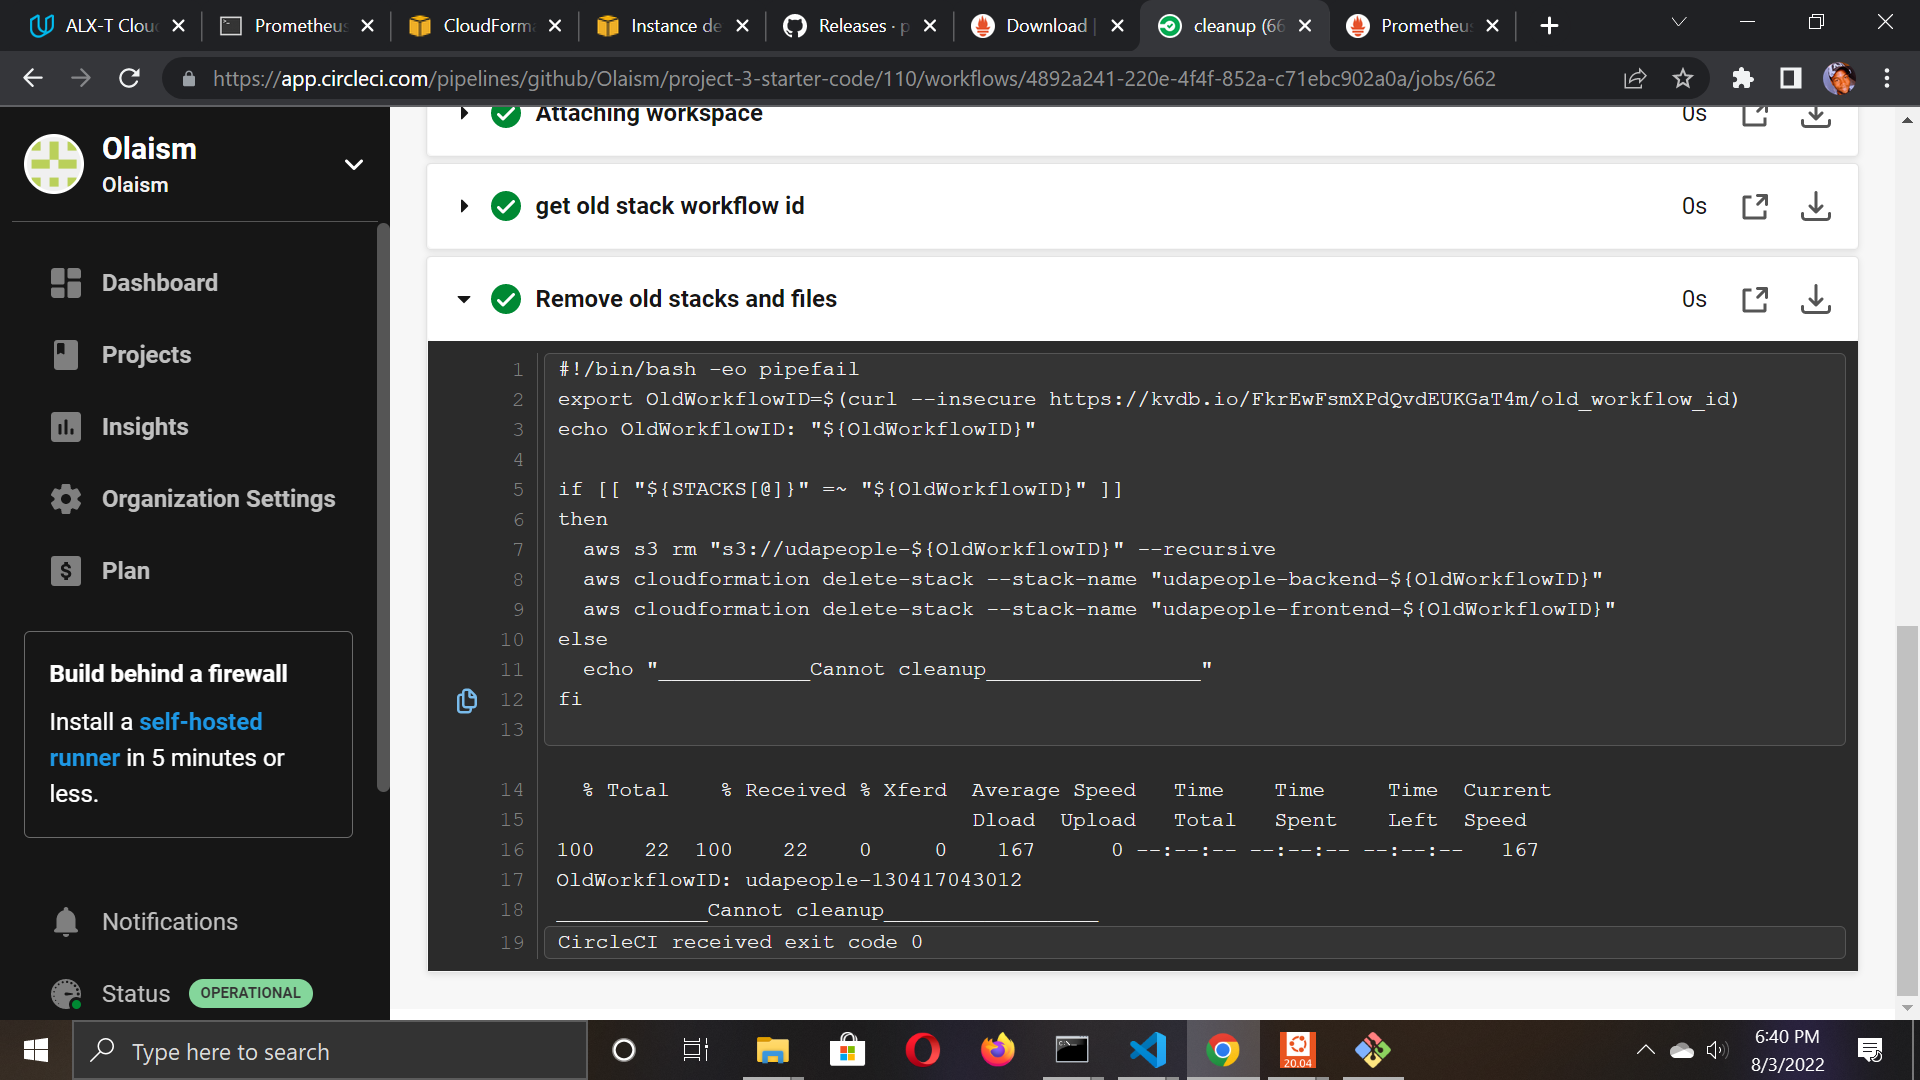 ALX-T Clou
Prometheus
CloudForma
Instance de
Releases · p
Download |
cleanup (66
Prometheus
https://app.circleci.com/pipelines/github/Olaism/project-3-starter-code/110/workflows/4892a241-220e-4f4f-852a-c71ebc902a0a/jobs/662
Olaism
Olaism
Dashboard
Projects
Insights
Organization Settings
Plan
Build behind a firewall
Install a self-hosted
runner in 5 minutes or
less.
Notifications
Status OPERATIONAL
Attaching workspace 0s
get old stack workflow id 0s
Remove old stacks and files 0s
1 #!/bin/bash -eo pipefail
2 export OldWorkflowID=$(curl --insecure https://kvdb.io/FkrEwFsmXPdQvdEUKGaT4m/old_workflow_id)
3 echo OldWorkflowID: "${OldWorkflowID}"
4
5 if [[ "${STACKS[@]}" =~ "${OldWorkflowID}" ]]
6 then
7   aws s3 rm "s3://udapeople-${OldWorkflowID}" --recursive
8   aws cloudformation delete-stack --stack-name "udapeople-backend-${OldWorkflowID}"
9   aws cloudformation delete-stack --stack-name "udapeople-frontend-${OldWorkflowID}"
10 else
11   echo "____________Cannot cleanup_________________"
12 fi
13
14   % Total    % Received % Xferd  Average Speed   Time    Time     Time  Current
15                                  Dload  Upload   Total   Spent    Left  Speed
16 100    22  100    22    0     0    167      0 --:--:-- --:--:-- --:--:--   167
17 OldWorkflowID: udapeople-130417043012
18 ____________Cannot cleanup_________________
19 CircleCI received exit code 0
Type here to search
20.04
6:40 PM
8/3/2022